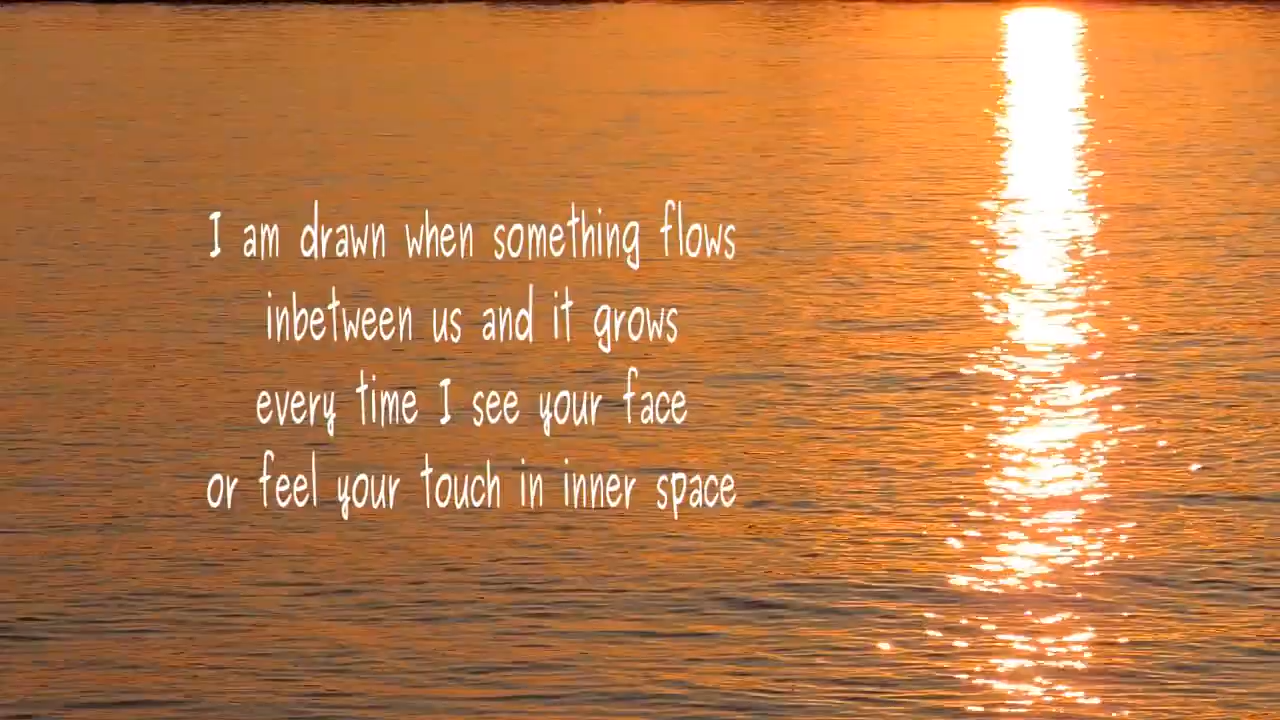 I am drawn when something flows
inbetween us and it grows
every time I see your face
or feel your touch in inner space